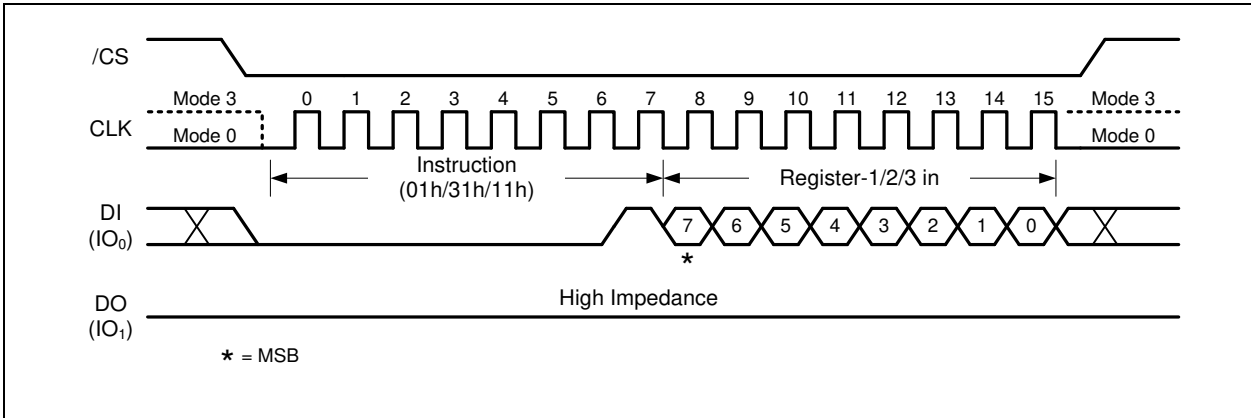 /CS
Mode 3 0 1 2 3 4 5 6 7 8 9 10 11 12 13 14 15 Mode 3
CLK
Mode 0 Mode 0
Instruction
(01h/31h/11h)
Register-1/2/3 in
DI
(IO₀)
7 6 5 4 3 2 1 0
*
High Impedance
DO
(IO₁)
* = MSB